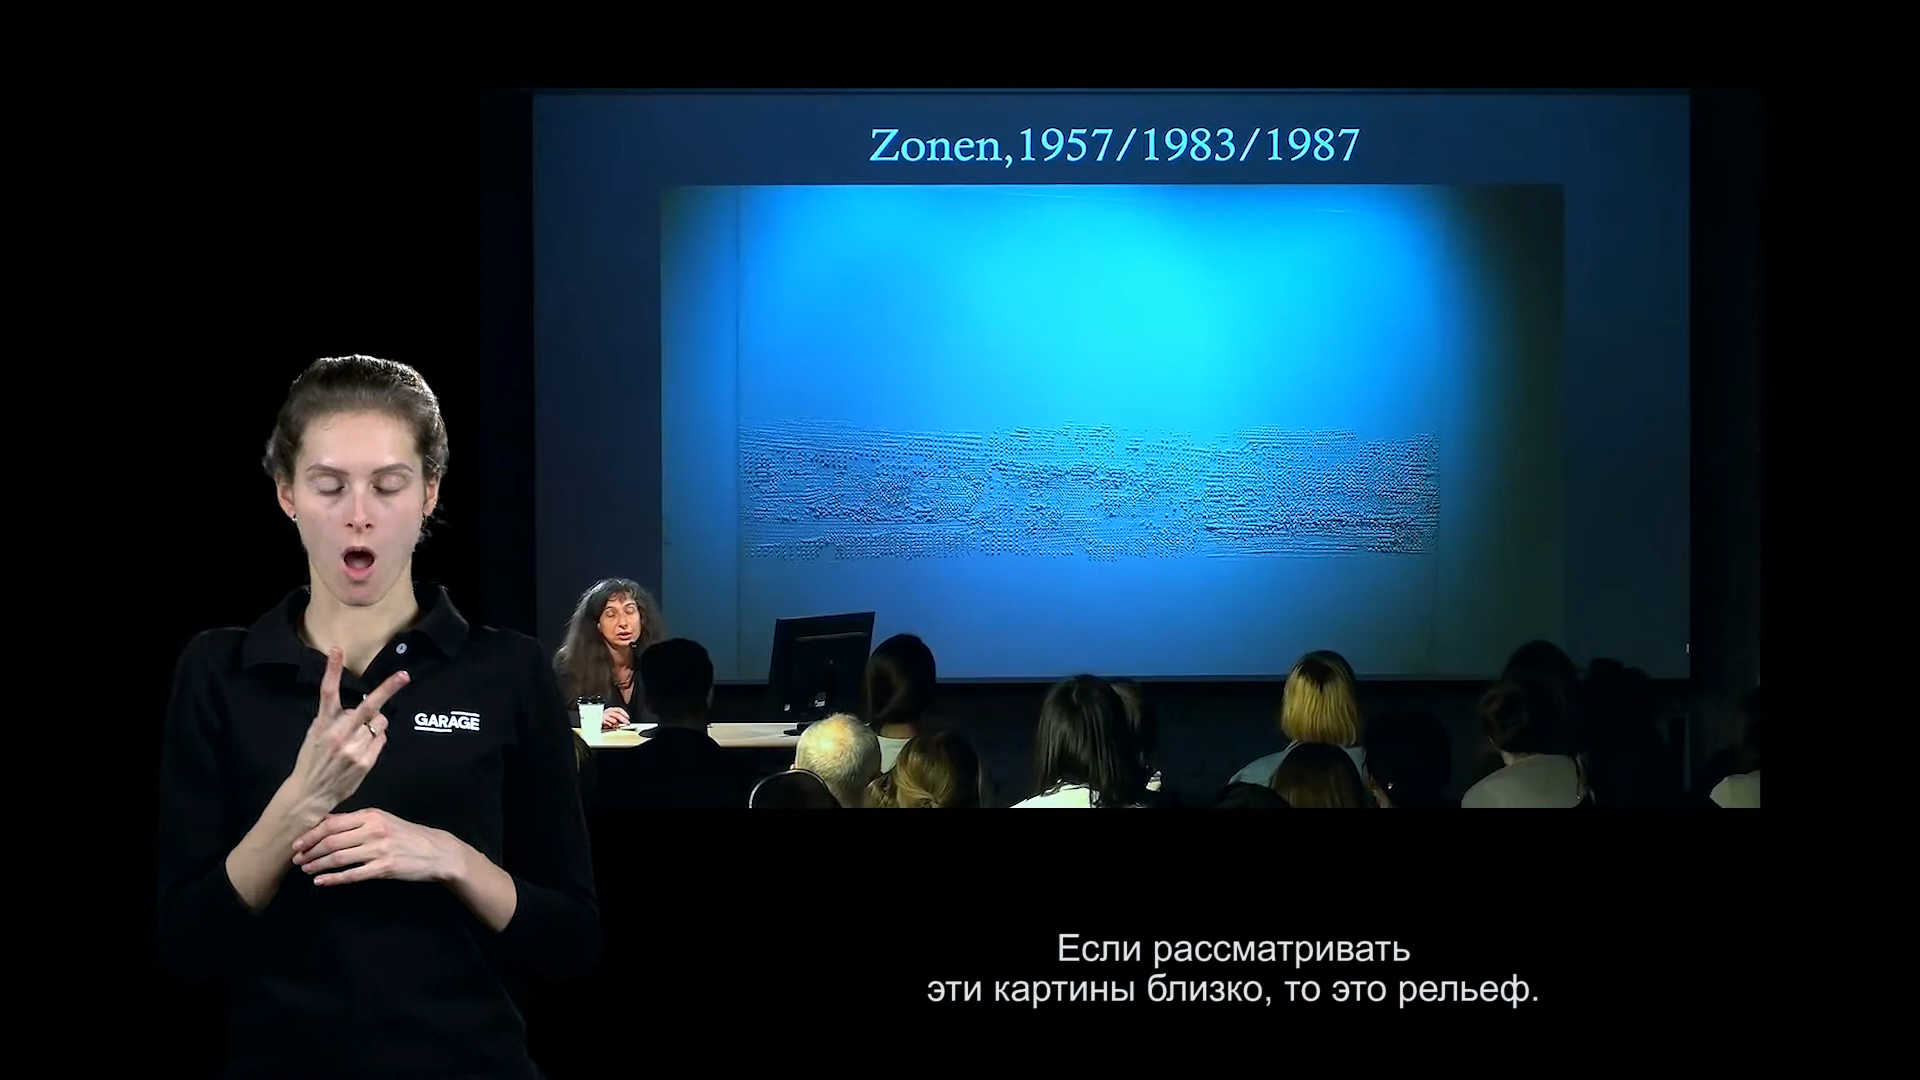 Zonen,1957/1983/1987
GARAGE
Если рассматривать
эти картины близко, то это рельеф.